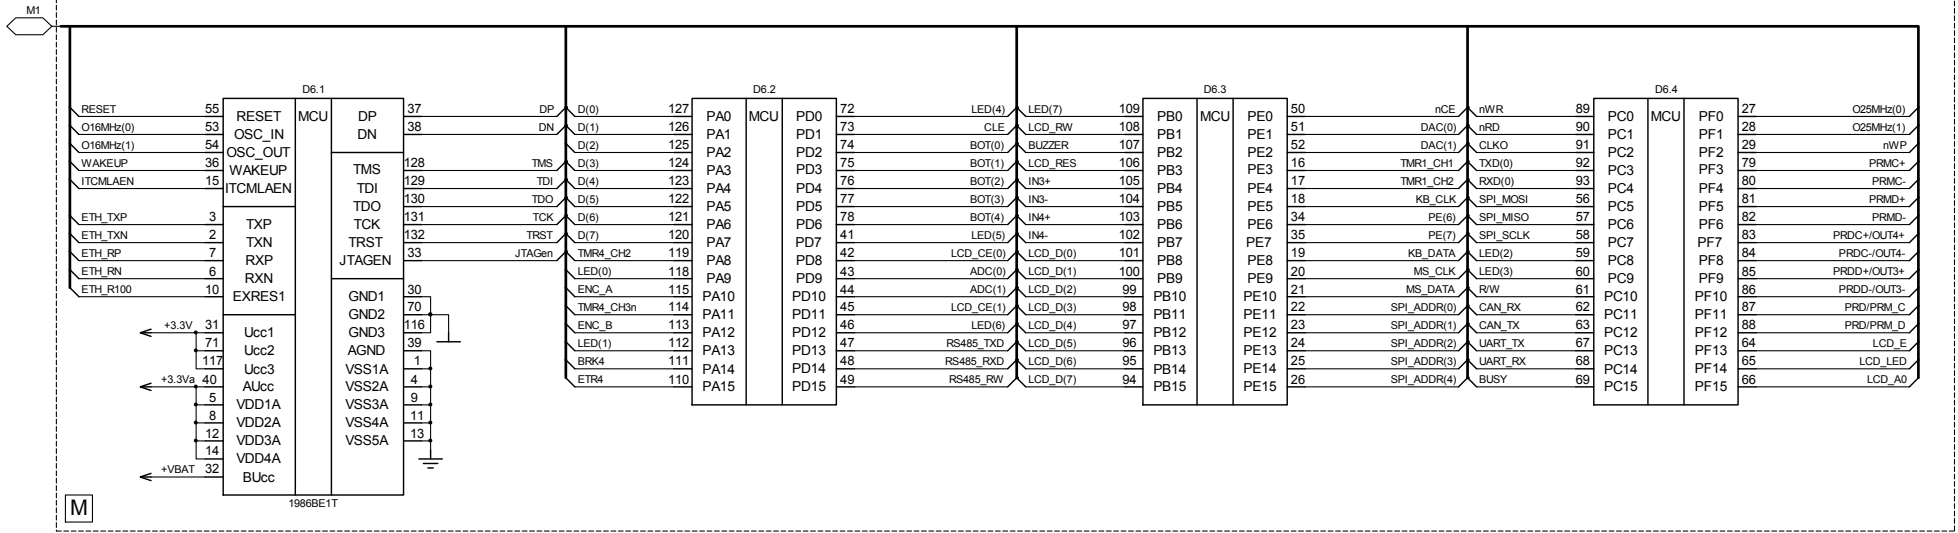 M1
D6.1 D6.2 D6.3 D6.4
RESET 55 RESET MCU DP 37 DP
O16MHz(0) 53 OSC_IN DN 38 DN
O16MHz(1) 54 OSC_OUT
WAKEUP 36 WAKEUP TMS 128 TMS
ITCMLAEN 15 ITCMLAEN TDI 129 TDI
TDO 130 TDO
ETH_TXP 3 TXP TCK 131 TCK
ETH_TXN 2 TXN TRST 132 TRST
ETH_RP 7 RXP JTAGEN 33 JTAGen
ETH_RN 6 RXN
ETH_R100 10 EXRES1 GND1 30
GND2 70
+3.3V 31 Ucc1 GND3 116
71 Ucc2 AGND 39
117 Ucc3 VSS1A 1
+3.3Va 40 AUcc VSS2A 4
5 VDD1A VSS3A 9
8 VDD2A VSS4A 11
12 VDD3A VSS5A 13
14 VDD4A
+VBAT 32 BUcc
1986BE1T
D(0) 127 PA0 MCU PD0 72 LED(4)
D(1) 126 PA1 PD1 73 CLE
D(2) 125 PA2 PD2 74 BOT(0)
D(3) 124 PA3 PD3 75 BOT(1)
D(4) 123 PA4 PD4 76 BOT(2)
D(5) 122 PA5 PD5 77 BOT(3)
D(6) 121 PA6 PD6 78 BOT(4)
D(7) 120 PA7 PD7 41 LED(5)
TMR4_CH2 119 PA8 PD8 42 LCD_CE(0)
LED(0) 118 PA9 PD9 43 ADC(0)
ENC_A 115 PA10 PD10 44 ADC(1)
TMR4_CH3n 114 PA11 PD11 45 LCD_CE(1)
ENC_B 113 PA12 PD12 46 LED(6)
LED(1) 112 PA13 PD13 47 RS485_TXD
BRK4 111 PA14 PD14 48 RS485_RXD
ETR4 110 PA15 PD15 49 RS485_RW
LED(7) 109 PB0 MCU PE0 50 nCE
LCD_RW 108 PB1 PE1 51 DAC(0)
BUZZER 107 PB2 PE2 52 DAC(1)
LCD_RES 106 PB3 PE3 16 TMR1_CH1
IN3+ 105 PB4 PE4 17 TMR1_CH2
IN3- 104 PB5 PE5 18 KB_CLK
IN4+ 103 PB6 PE6 34 PE(6)
IN4- 102 PB7 PE7 35 PE(7)
LCD_D(0) 101 PB8 PE8 19 KB_DATA
LCD_D(1) 100 PB9 PE9 20 MS_CLK
LCD_D(2) 99 PB10 PE10 21 MS_DATA
LCD_D(3) 98 PB11 PE11 22 SPI_ADDR(0)
LCD_D(4) 97 PB12 PE12 23 SPI_ADDR(1)
LCD_D(5) 96 PB13 PE13 24 SPI_ADDR(2)
LCD_D(6) 95 PB14 PE14 25 SPI_ADDR(3)
LCD_D(7) 94 PB15 PE15 26 SPI_ADDR(4)
nWR 89 PC0 MCU PF0 27 O25MHz(0)
nRD 90 PC1 PF1 28 O25MHz(1)
CLKO 91 PC2 PF2 29 nWP
TXD(0) 92 PC3 PF3 79 PRMC+
RXD(0) 93 PC4 PF4 80 PRMC-
SPI_MOSI 56 PC5 PF5 81 PRMD+
SPI_MISO 57 PC6 PF6 82 PRMD-
SPI_SCLK 58 PC7 PF7 83 PRDC+/OUT4+
LED(2) 59 PC8 PF8 84 PRDC-/OUT4-
LED(3) 60 PC9 PF9 85 PRDD+/OUT3+
R/W 61 PC10 PF10 86 PRDD-/OUT3-
CAN_RX 62 PC11 PF11 87 PRD/PRM_C
CAN_TX 63 PC12 PF12 88 PRD/PRM_D
UART_TX 67 PC13 PF13 64 LCD_E
UART_RX 68 PC14 PF14 65 LCD_LED
BUSY 69 PC15 PF15 66 LCD_A0
M